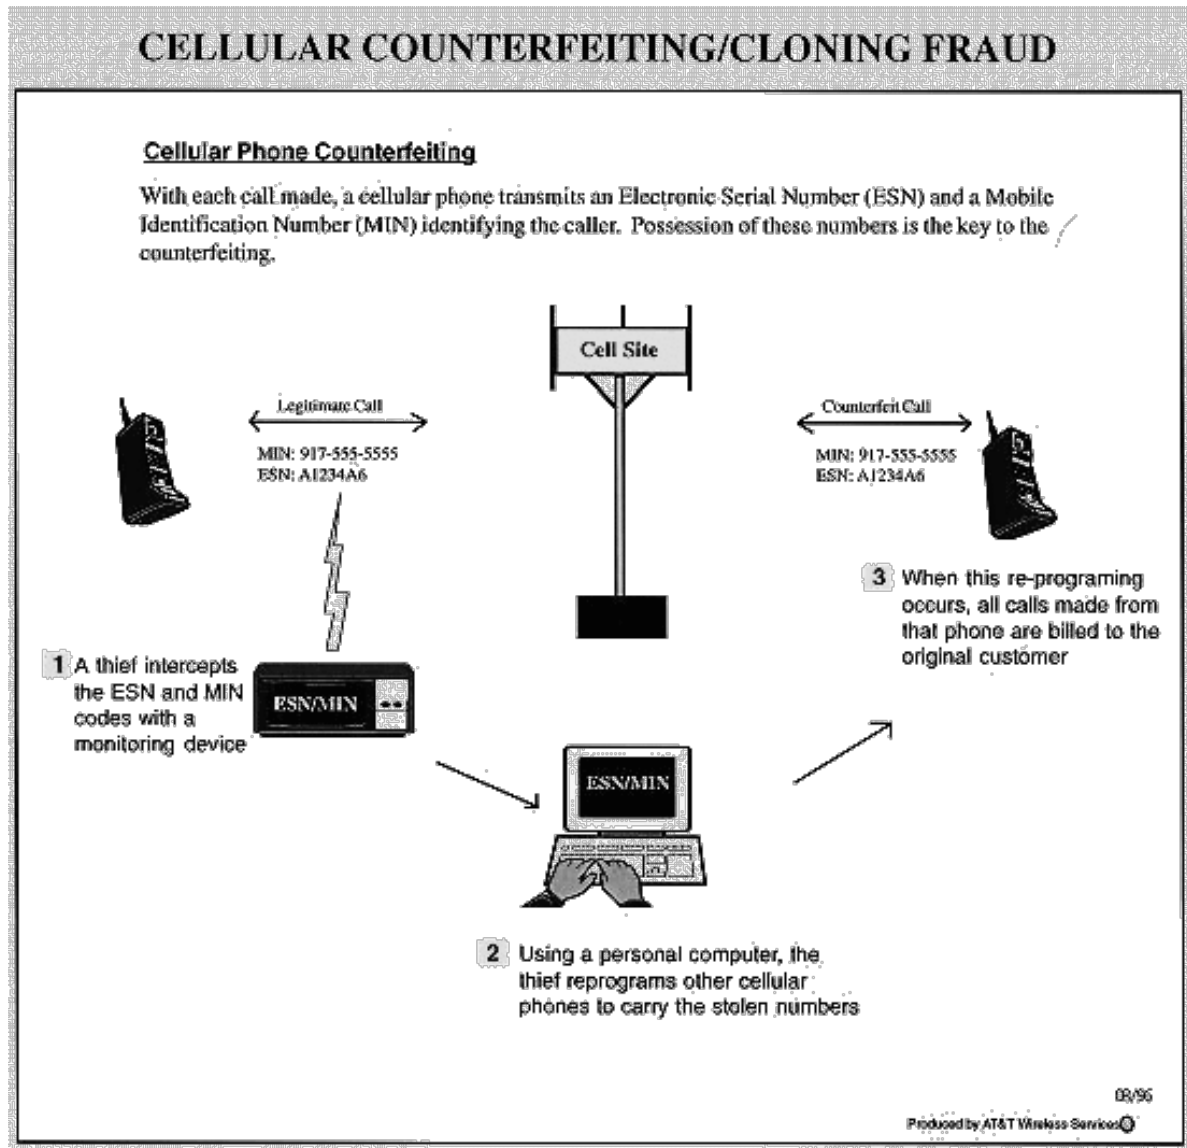 CELLULAR COUNTERFEITING/CLONING FRAUD
Cellular Phone Counterfeiting
With each call made, a cellular phone transmits an Electronic Serial Number (ESN) and a Mobile
Identification Number (MIN) identifying the caller. Possession of these numbers is the key to the
counterfeiting.
Cell Site
Legitimate Call
MIN: 917-555-5555
ESN: A1234A6
Counterfeit Call
MIN: 917-555-5555
ESN: A1234A6
1 A thief intercepts
the ESN and MIN
codes with a
monitoring device
ESN/MIN
ESN/MIN
2 Using a personal computer, the
thief reprograms other cellular
phones to carry the stolen numbers
3 When this re-programing
occurs, all calls made from
that phone are billed to the
original customer
08/96
Produced by AT&T Wireless Services